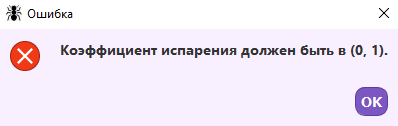 Ошибка
Коэффициент испарения должен быть в (0, 1).
OK